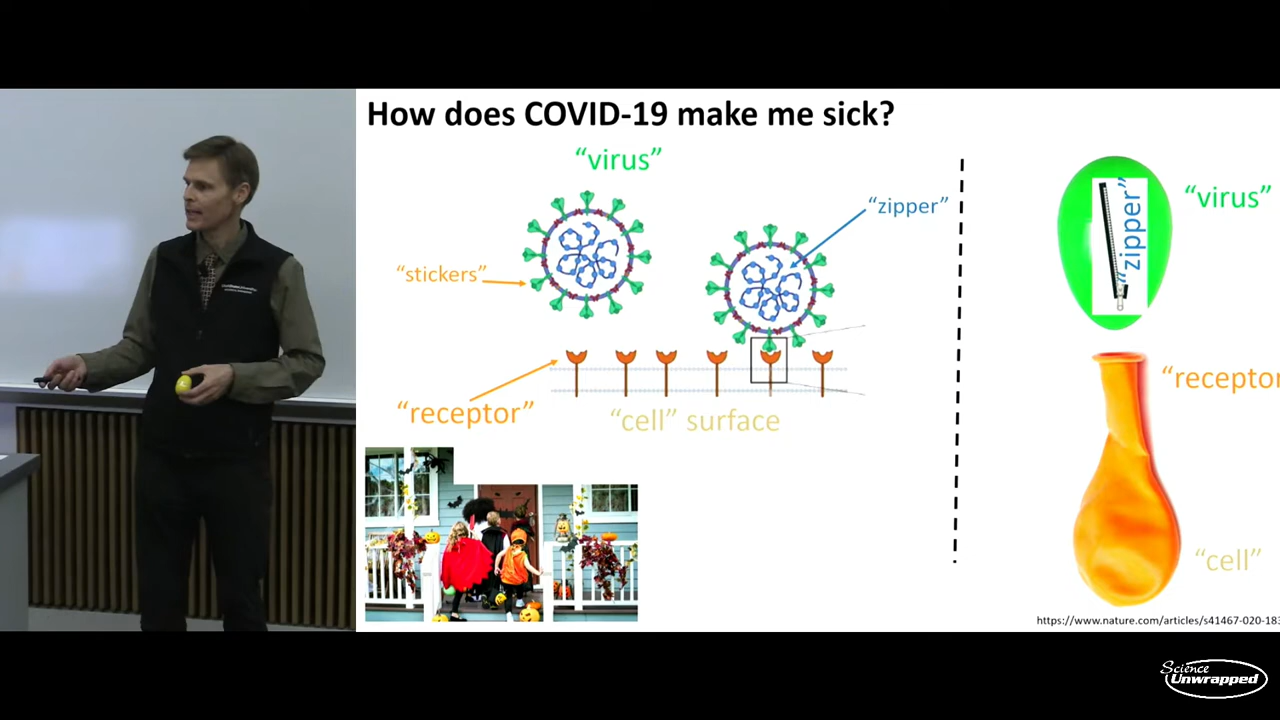 How does COVID-19 make me sick?
“virus”
“zipper”
“stickers”
“receptor”
“cell” surface
“zipper”
“virus”
“receptor
“cell”
https://www.nature.com/articles/s41467-020-183
Science
Unwrapped